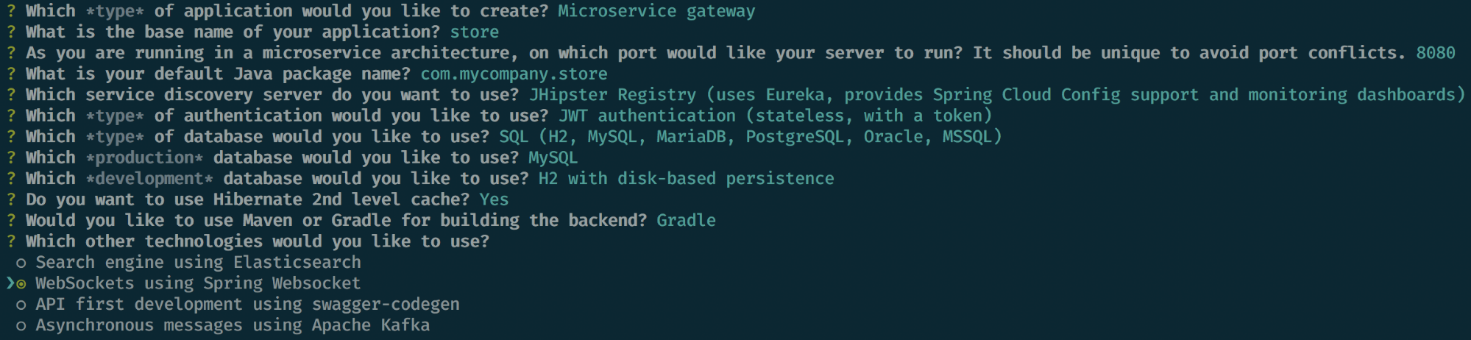 ? Which *type* of application would you like to create? Microservice gateway
? What is the base name of your application? store
? As you are running in a microservice architecture, on which port would like your server to run? It should be unique to avoid port conflicts. 8080
? What is your default Java package name? com.mycompany.store
? Which service discovery server do you want to use? JHipster Registry (uses Eureka, provides Spring Cloud Config support and monitoring dashboards)
? Which *type* of authentication would you like to use? JWT authentication (stateless, with a token)
? Which *type* of database would you like to use? SQL (H2, MySQL, MariaDB, PostgreSQL, Oracle, MSSQL)
? Which *production* database would you like to use? MySQL
? Which *development* database would you like to use? H2 with disk-based persistence
? Do you want to use Hibernate 2nd level cache? Yes
? Would you like to use Maven or Gradle for building the backend? Gradle
? Which other technologies would you like to use?
○ Search engine using Elasticsearch
❯◉ WebSockets using Spring Websocket
○ API first development using swagger-codegen
○ Asynchronous messages using Apache Kafka